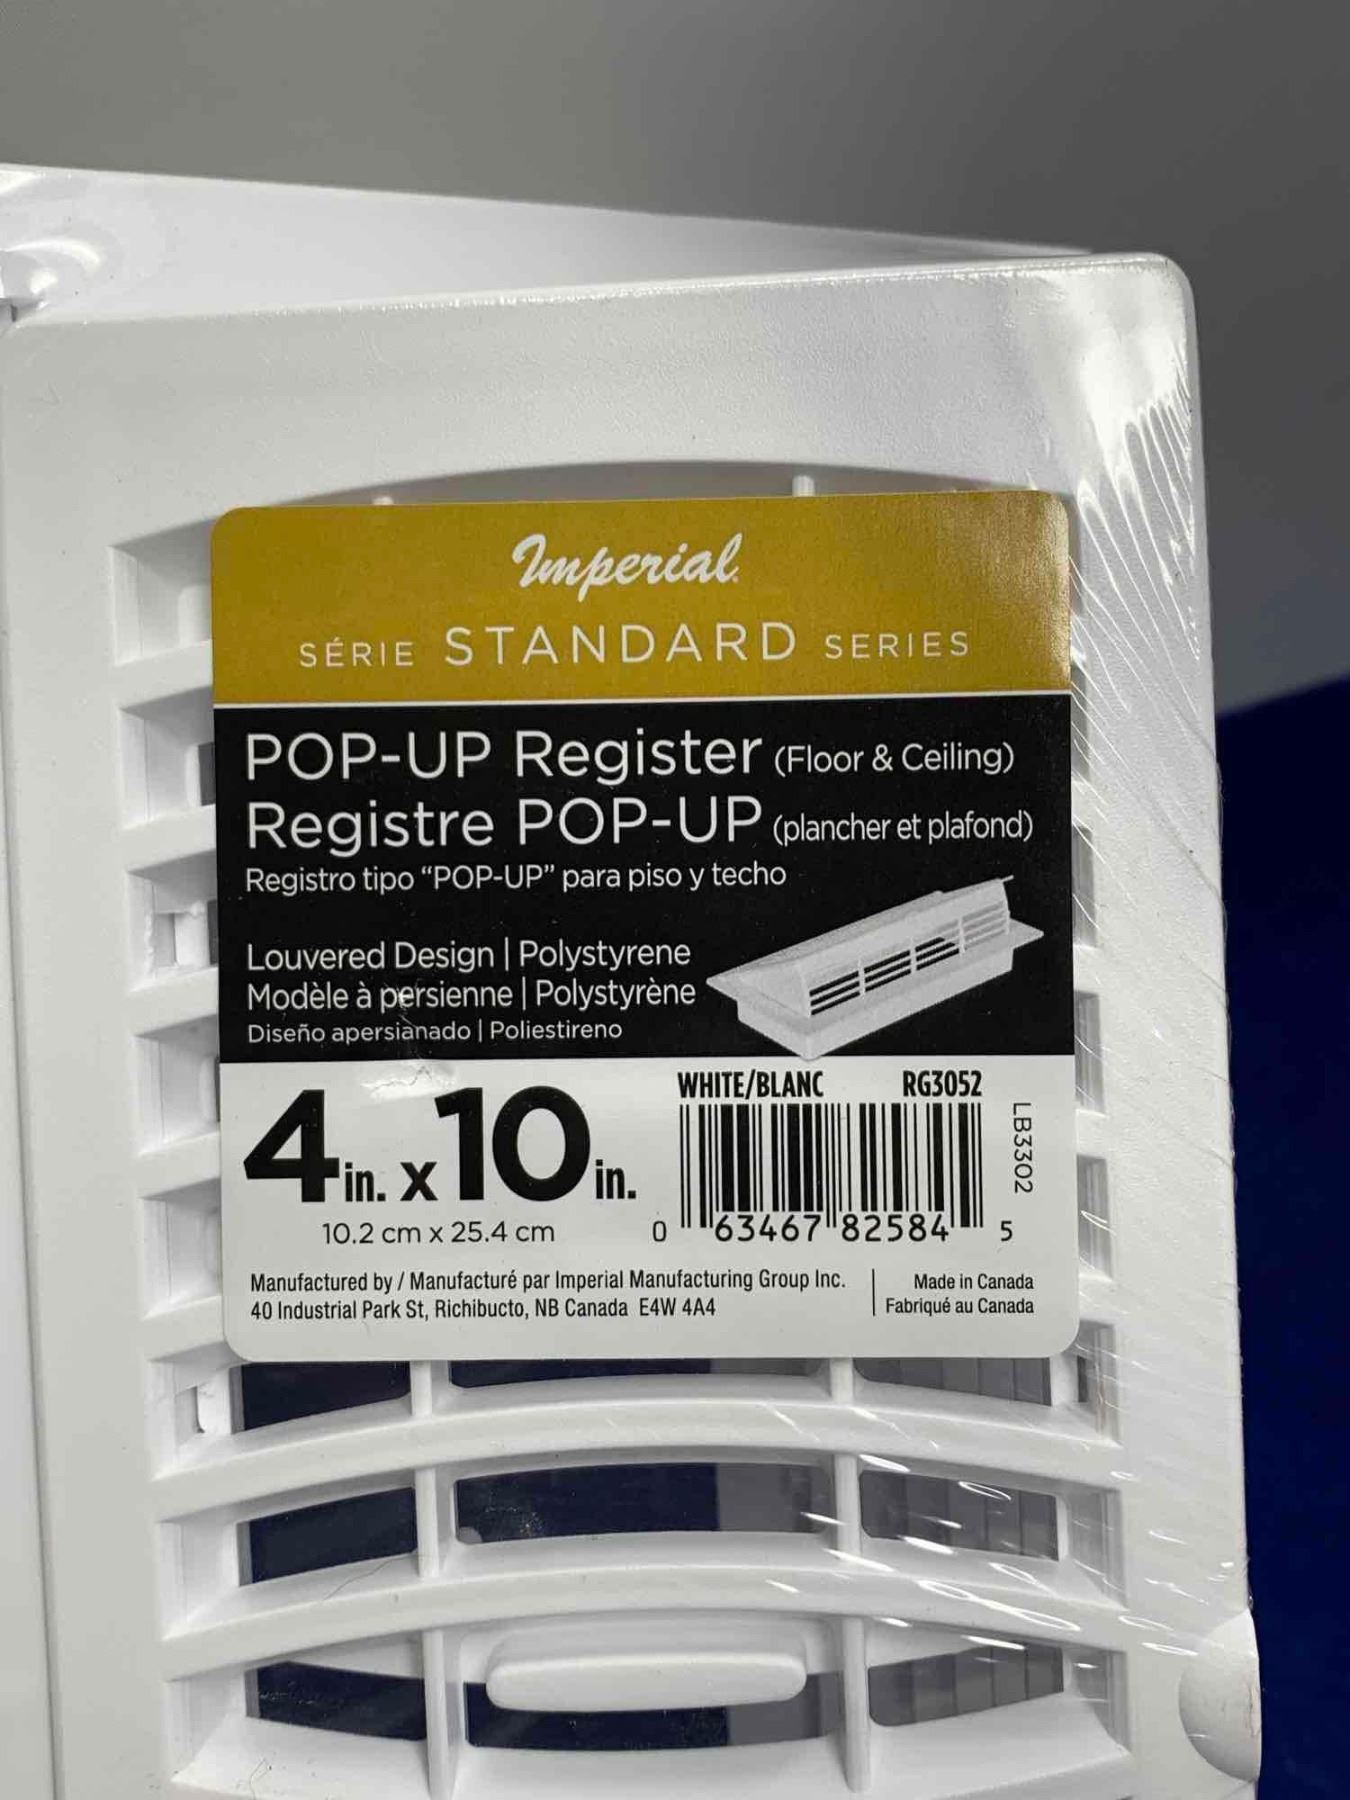 Imperial
SÉRIE STANDARD SERIES
POP-UP Register (Floor & Ceiling)
Registre POP-UP (plancher et plafond)
Registro tipo “POP-UP” para piso y techo
Louvered Design | Polystyrene
Modèle à persienne | Polystyrène
Diseño apersianado | Poliestireno
4in. x 10in.
10.2 cm x 25.4 cm
WHITE/BLANC RG3052
LB3302
0 63467 82584 5
Manufactured by / Manufacturé par Imperial Manufacturing Group Inc.
40 Industrial Park St, Richibucto, NB Canada E4W 4A4
Made in Canada
Fabriqué au Canada